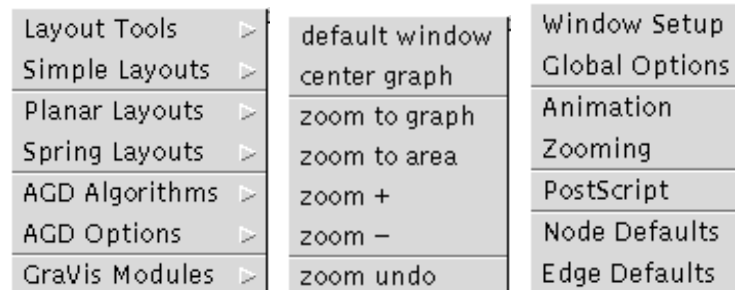 Layout Tools
Simple Layouts
Planar Layouts
Spring Layouts
AGD Algorithms
AGD Options
GraVis Modules
default window
center graph
zoom to graph
zoom to area
zoom +
zoom −
zoom undo
Window Setup
Global Options
Animation
Zooming
PostScript
Node Defaults
Edge Defaults